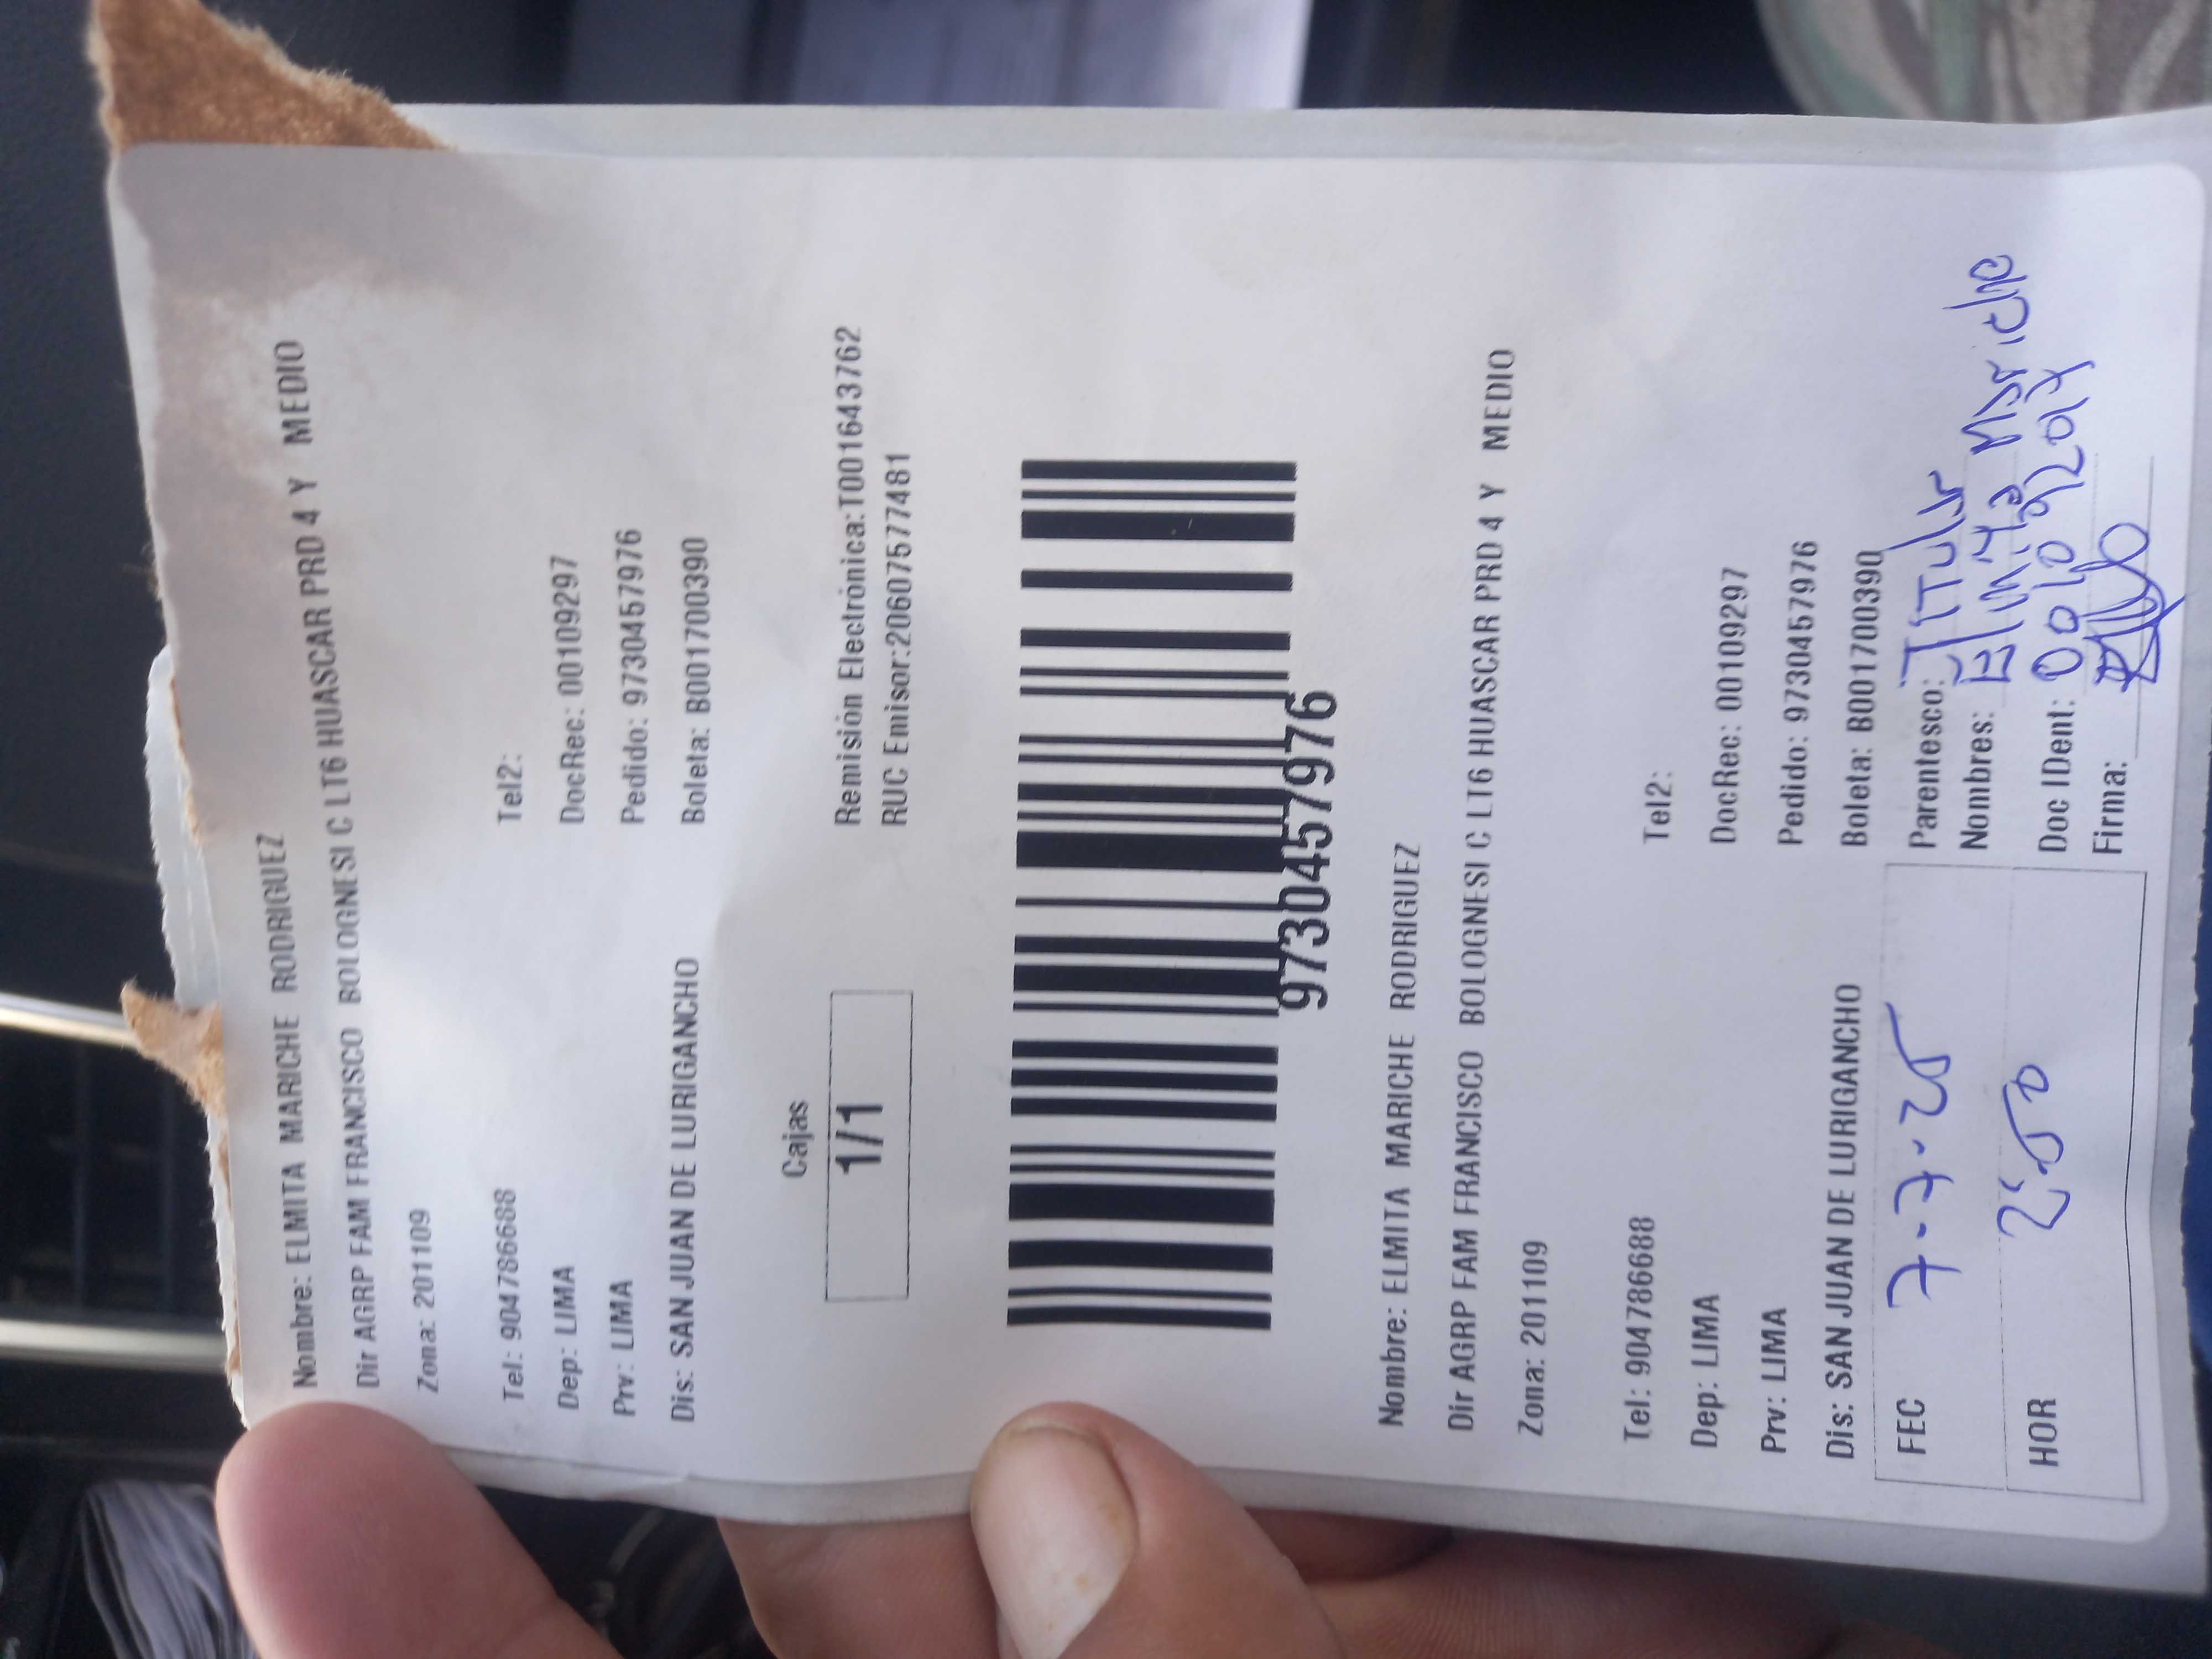 Nombre: ELMITA MARICHE RODRIGUEZ
Dir AGRP FAM FRANCISCO BOLOGNESI C LT6 HUASCAR PRD 4 Y MEDIO
Zona: 201109
Tel: 904786688 Tel2:
Dep: LIMA DocRec: 00109297
Prv: LIMA Pedido: 9730457976
Dis: SAN JUAN DE LURIGANCHO Boleta: B001700390
Cajas
1/1
Remisión Electrónica:T001643762
RUC Emisor:20607577481
9730457976
Nombre: ELMITA MARICHE RODRIGUEZ
Dir AGRP FAM FRANCISCO BOLOGNESI C LT6 HUASCAR PRD 4 Y MEDIO
Zona: 201109
Tel: 904786688 Tel2:
Dep: LIMA DocRec: 00109297
Prv: LIMA Pedido: 9730457976
Dis: SAN JUAN DE LURIGANCHO Boleta: B001700390
FEC 7-7-25 Parentesco: Titular
HOR 2:50 Nombres:
Doc IDent:
Firma: